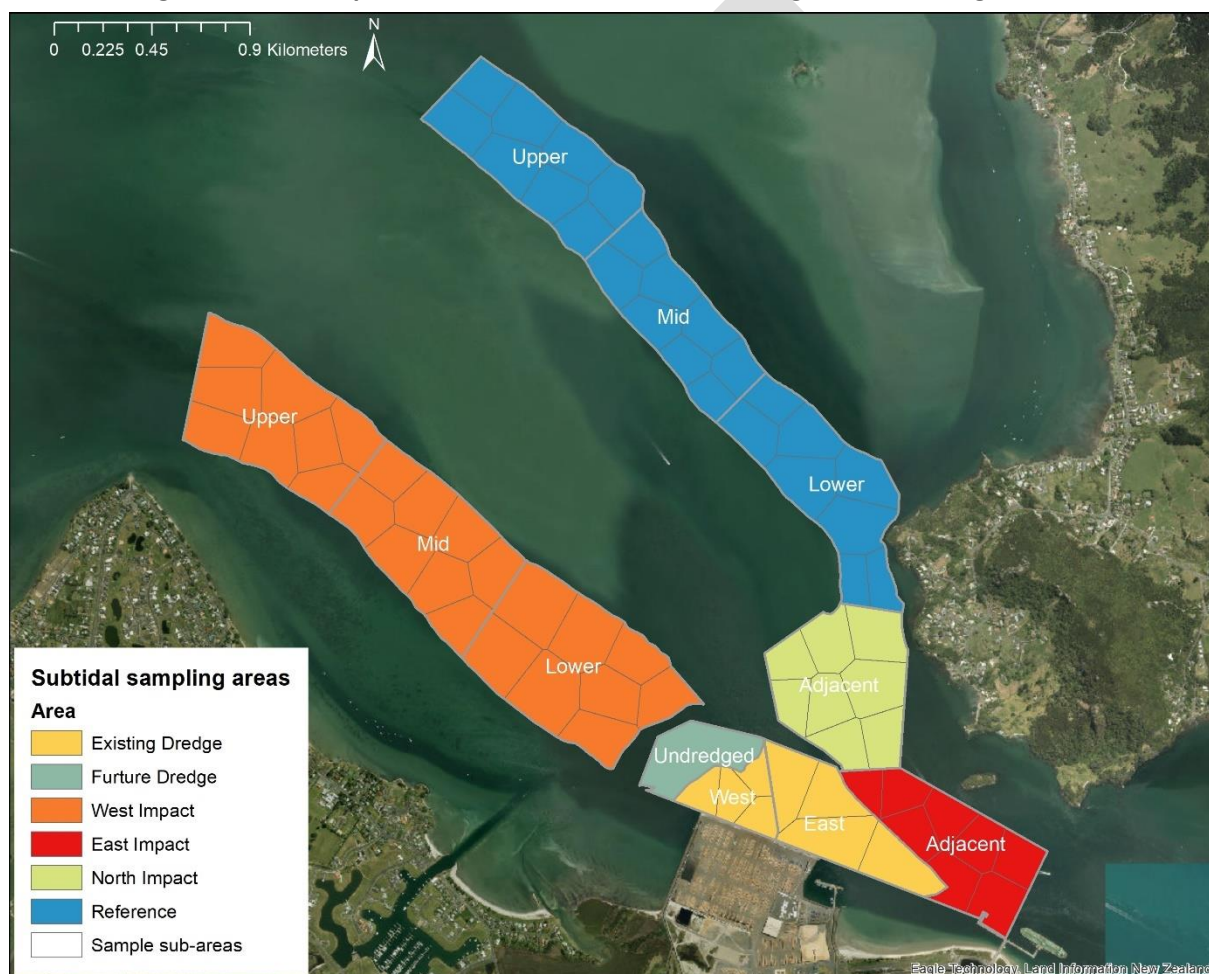 N
0 0.225 0.45 0.9 Kilometers
Upper
Mid
Upper
Lower
Mid
Lower
Adjacent
Undredged
West
East
Adjacent
Subtidal sampling areas
Area
Existing Dredge
Furture Dredge
West Impact
East Impact
North Impact
Reference
Sample sub-areas
Eagle Technology, Land Information New Zealand